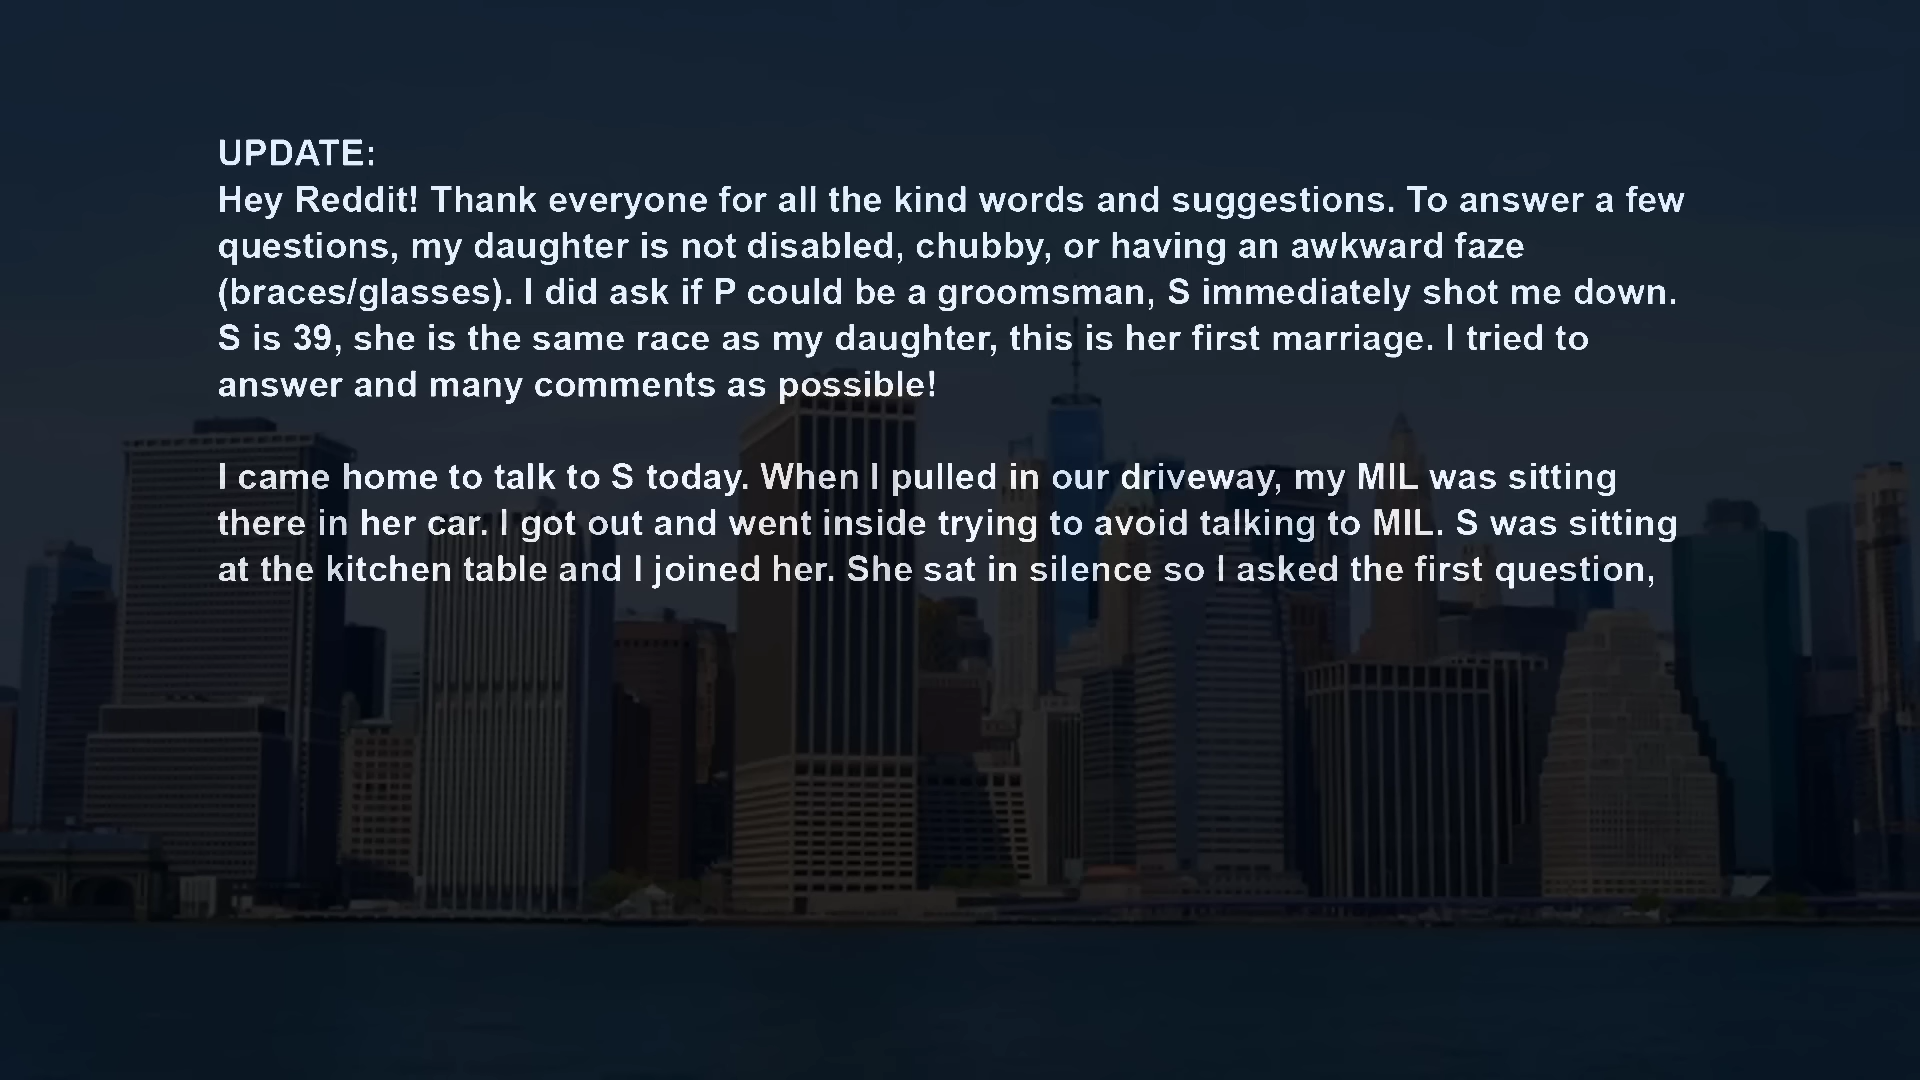 UPDATE:
Hey Reddit! Thank everyone for all the kind words and suggestions. To answer a few
questions, my daughter is not disabled, chubby, or having an awkward faze
(braces/glasses). I did ask if P could be a groomsman, S immediately shot me down.
S is 39, she is the same race as my daughter, this is her first marriage. I tried to
answer and many comments as possible!
I came home to talk to S today. When I pulled in our driveway, my MIL was sitting
there in her car. I got out and went inside trying to avoid talking to MIL. S was sitting
at the kitchen table and I joined her. She sat in silence so I asked the first question,